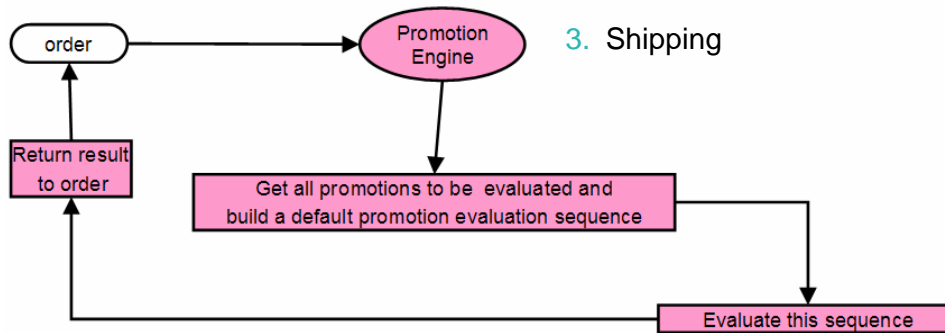 order
Promotion
Engine
3. Shipping
Return result
to order
Get all promotions to be evaluated and
build a default promotion evaluation sequence
Evaluate this sequence